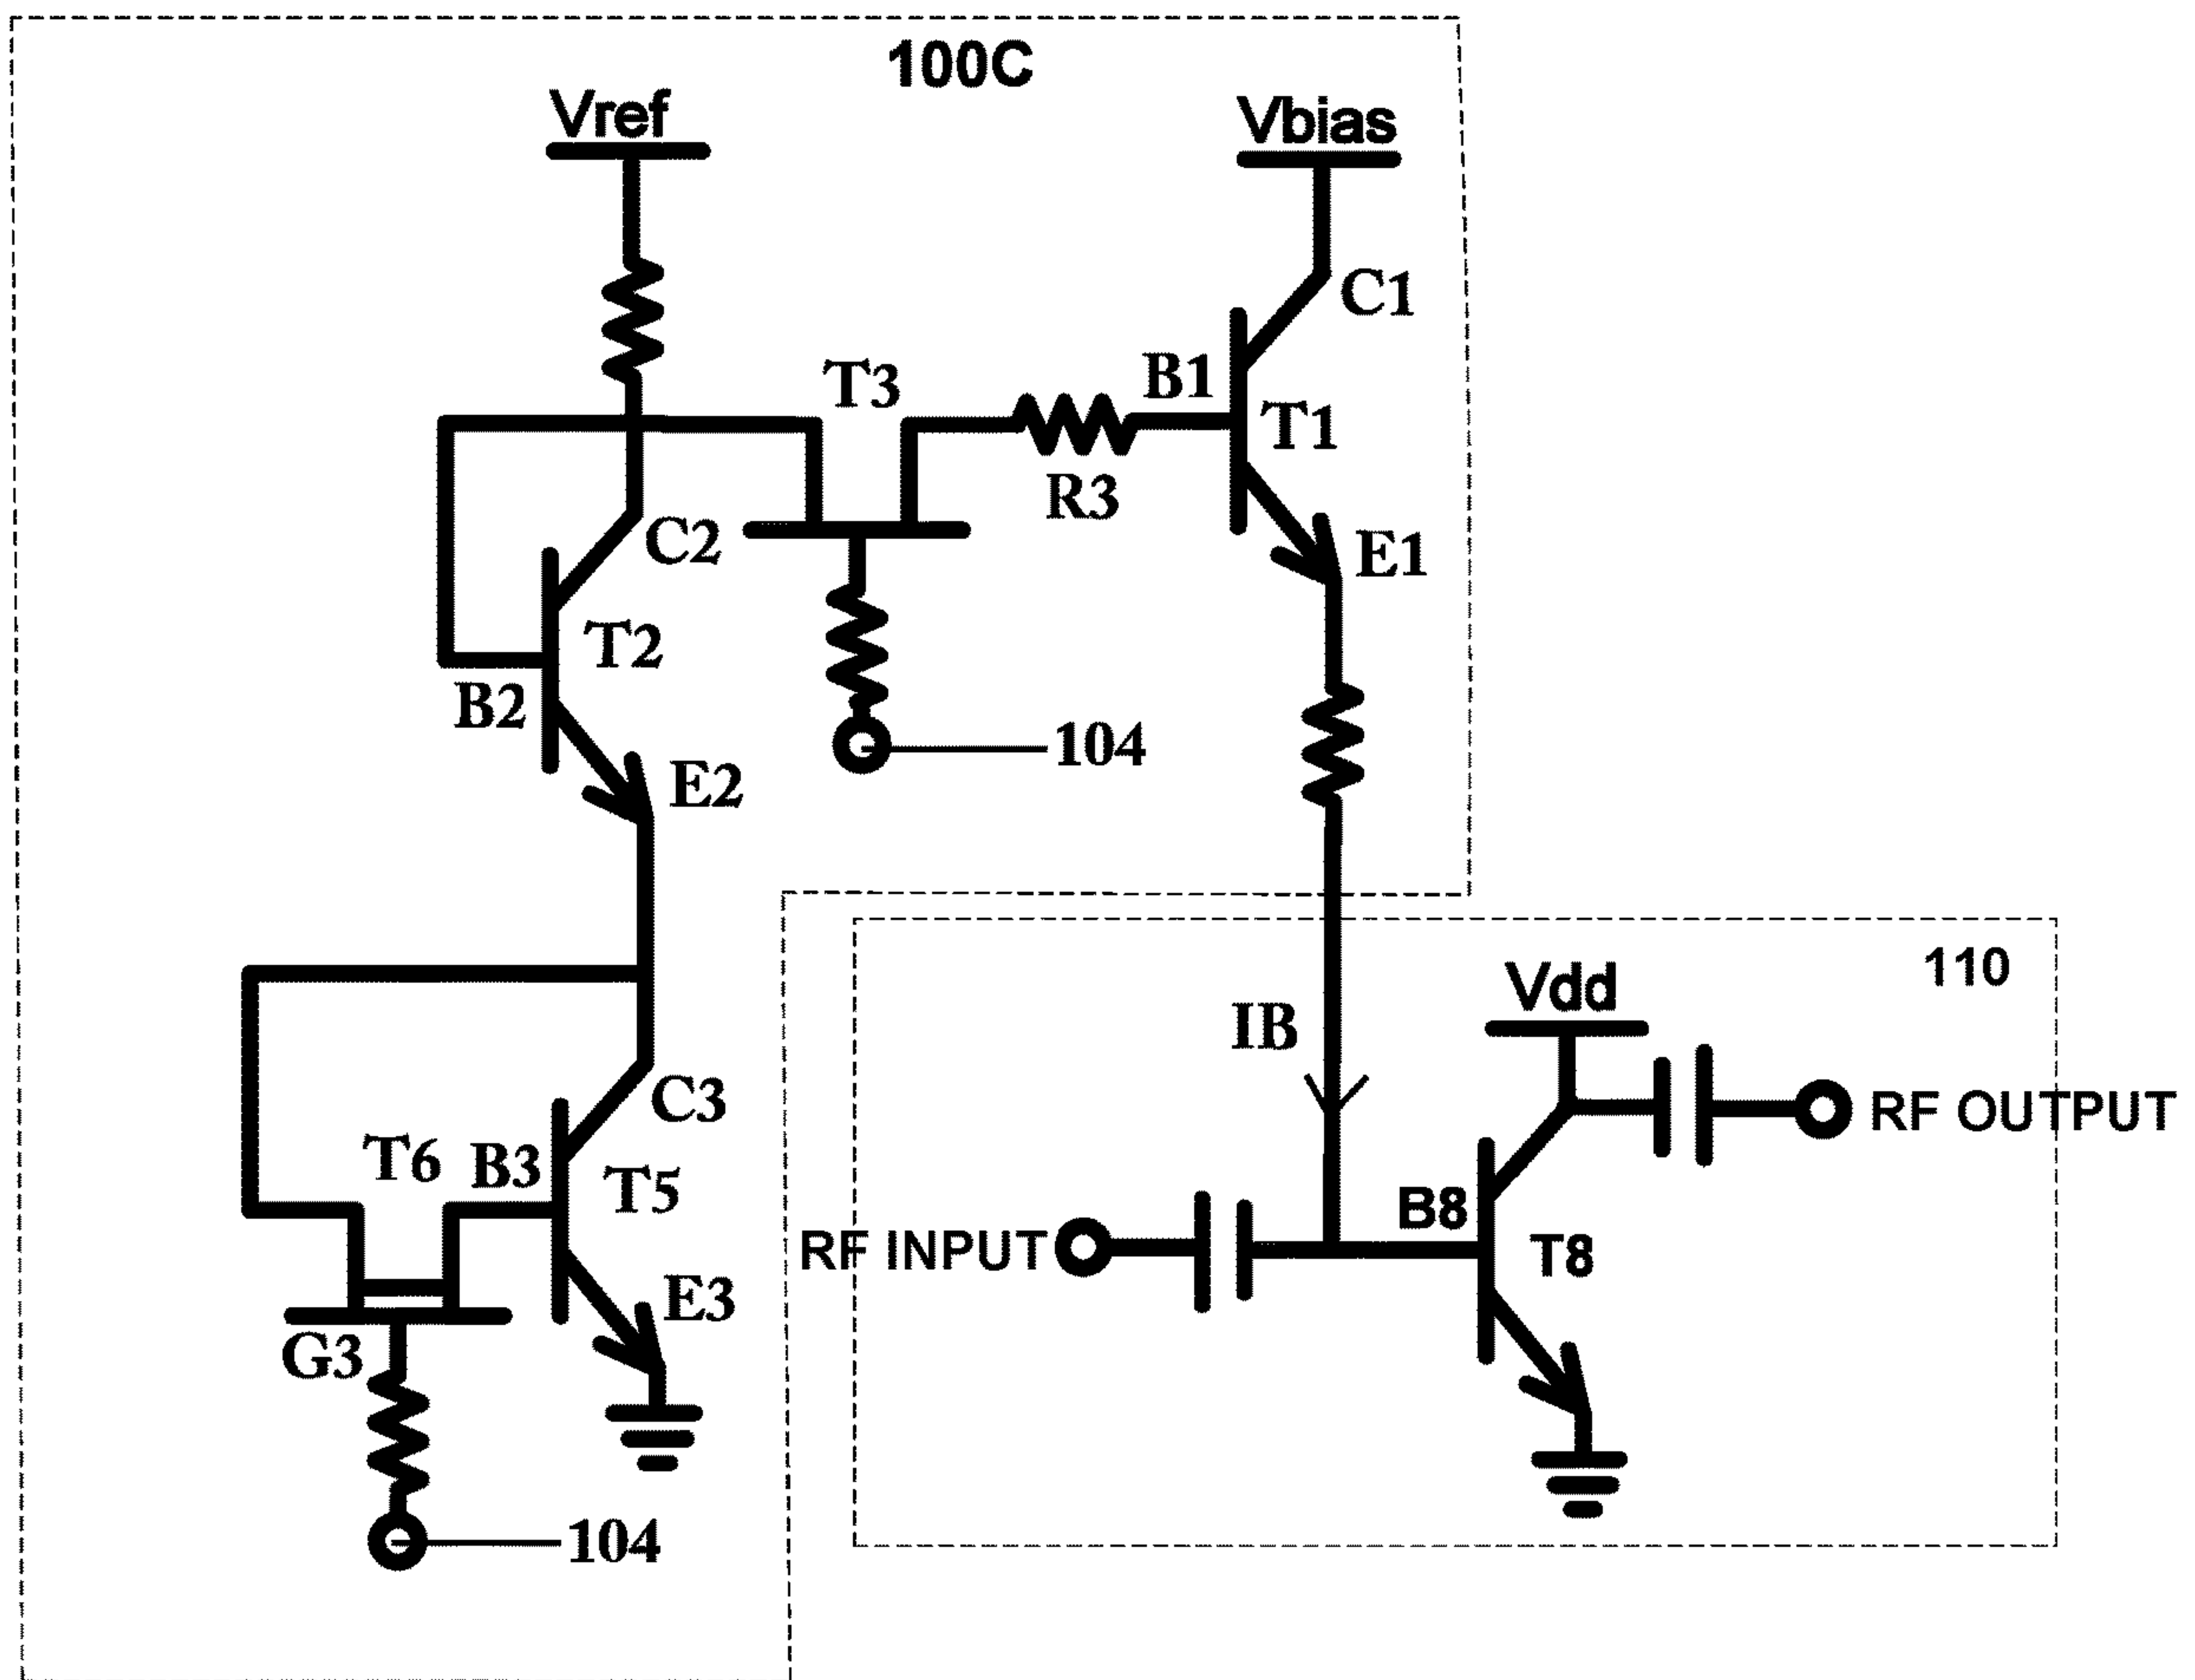 100C
Vref
Vbias
C1
T3
B1
T1
R3
C2
E1
T2
B2
104
E2
110
Vdd
IB
C3
RF OUTPUT
T6
B3
T5
B8
RF INPUT
T8
E3
G3
104